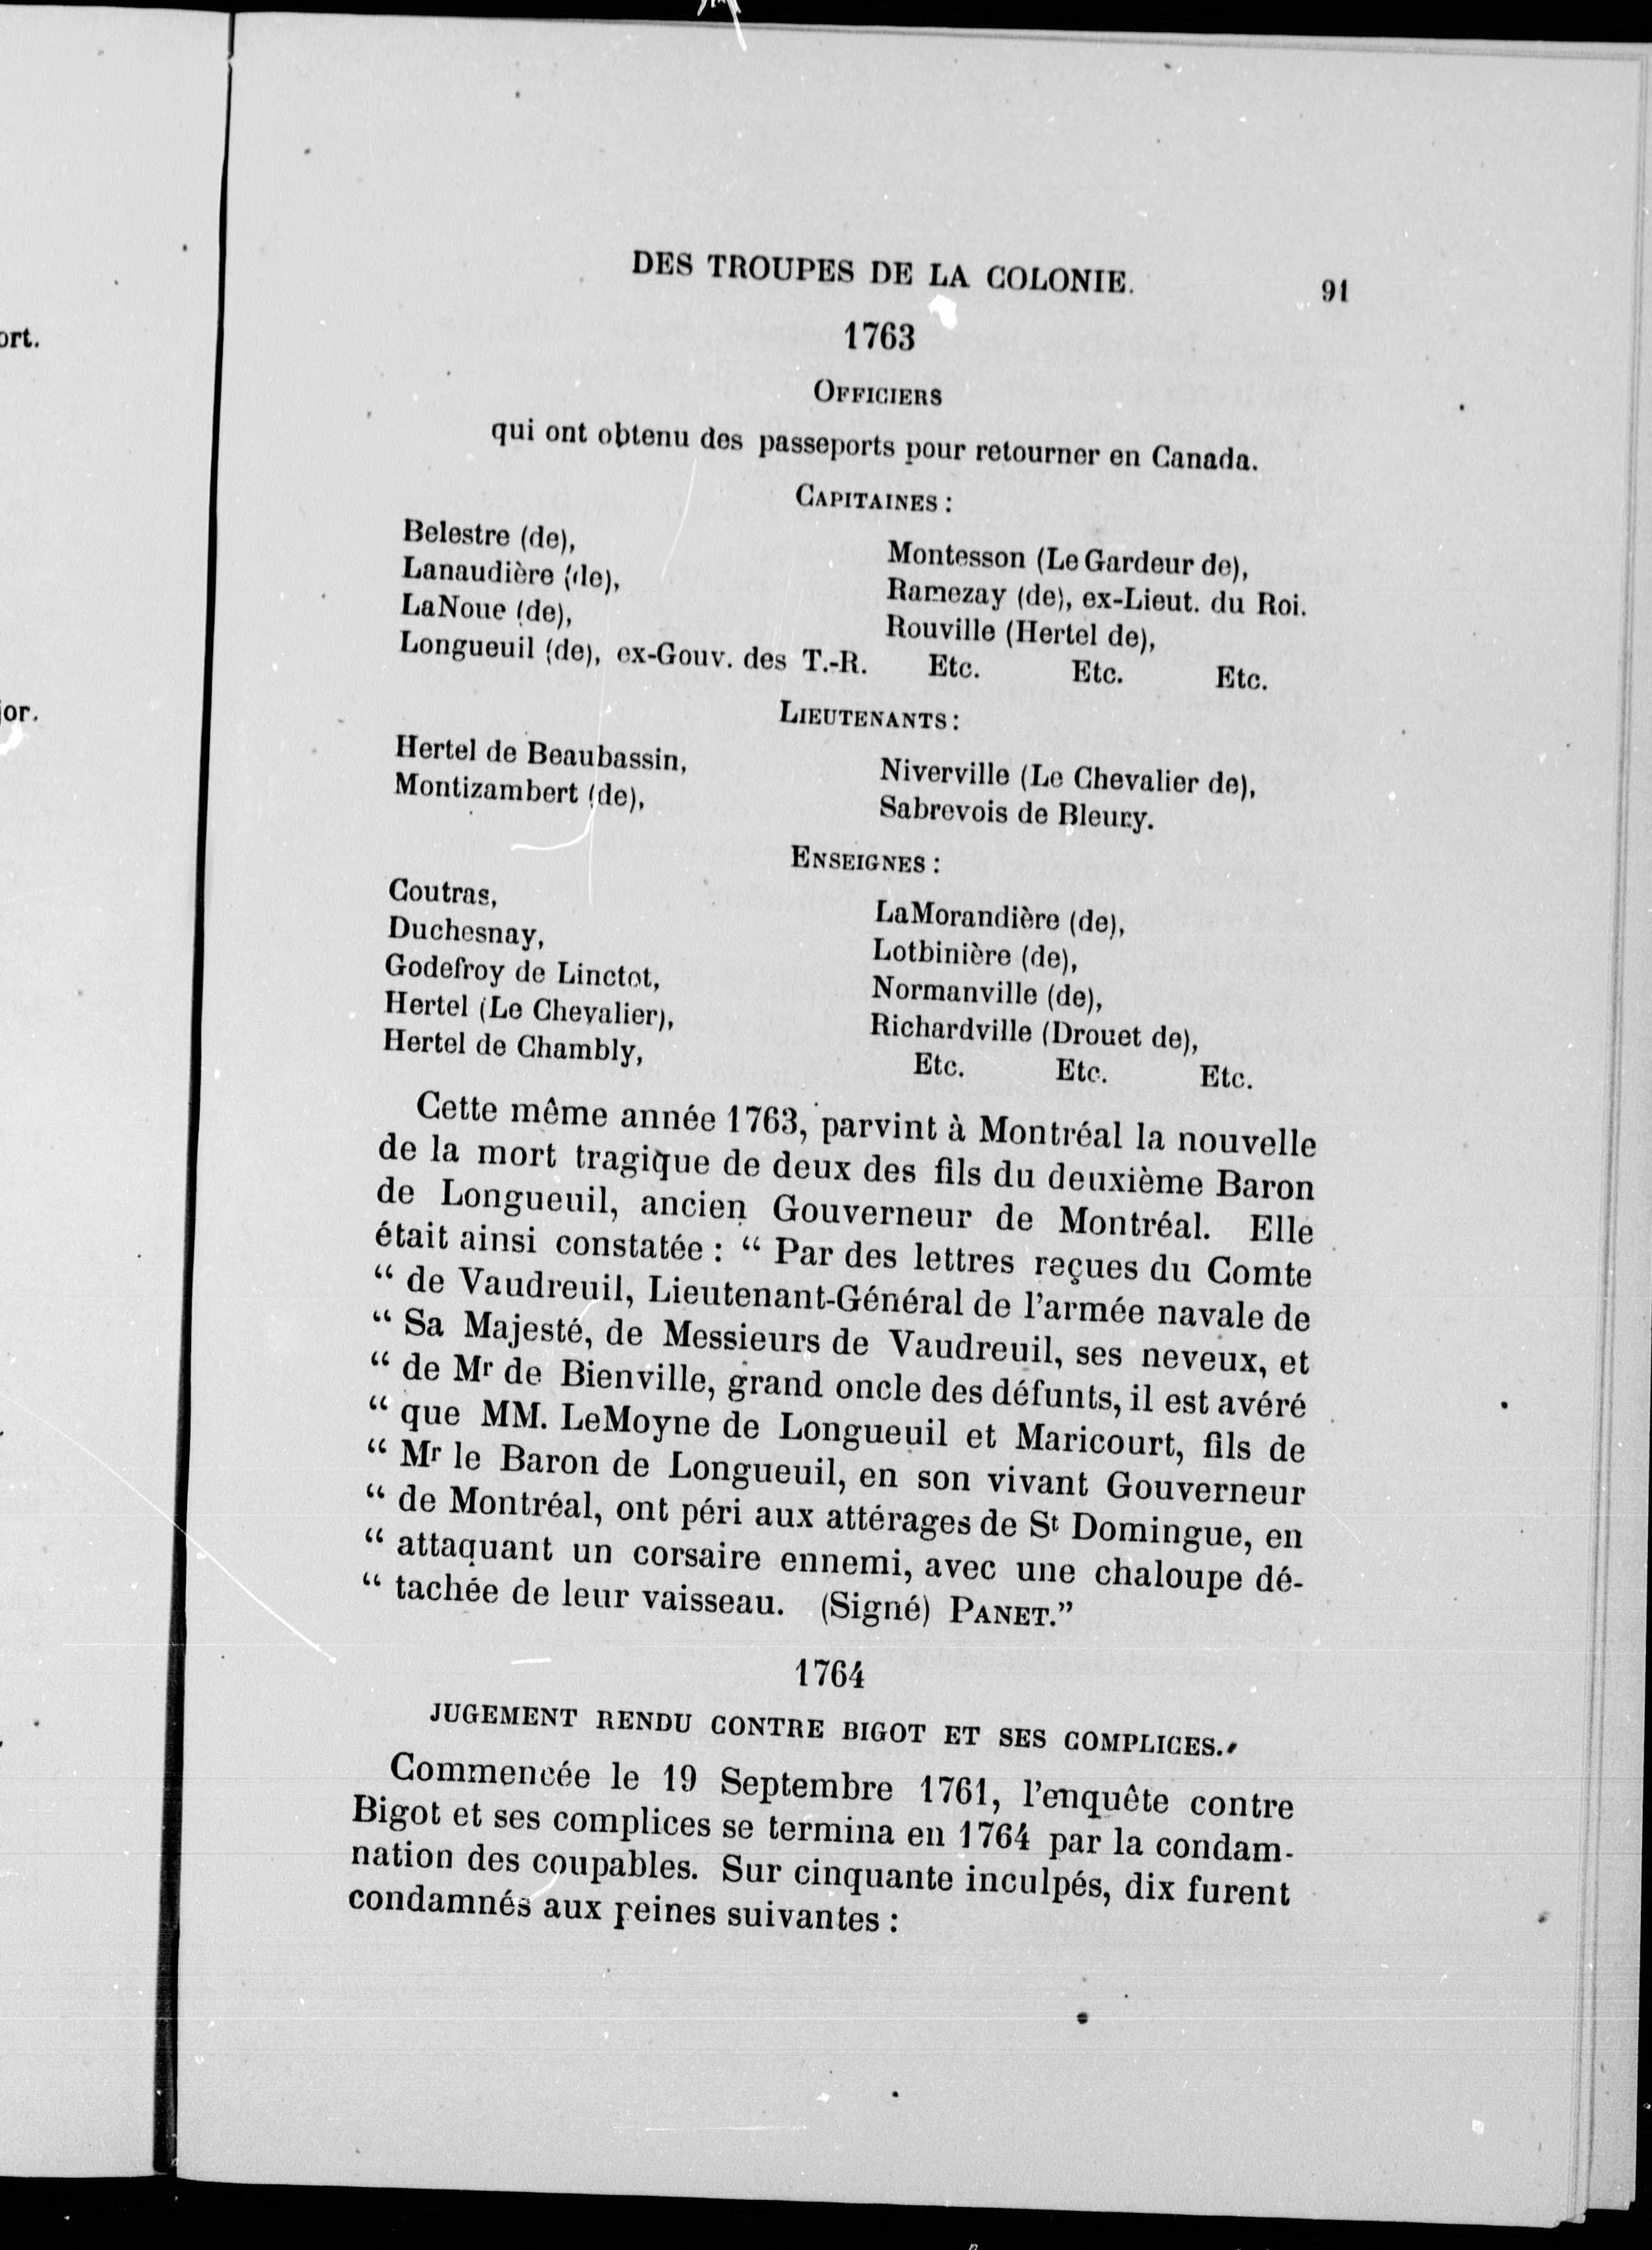 ort.
jor.
DES TROUPES DE LA COLONIE. 91
1763
OFFICIERS
qui ont obtenu des passeports pour retourner en Canada.
CAPITAINES :
Belestre (de),
Lanaudière (de),
LaNoue (de),
Longueuil (de), ex-Gouv. des T.-R.
Montesson (Le Gardeur de),
Ramezay (de), ex-Lieut. du Roi.
Rouville (Hertel de),
Etc. Etc. Etc.
LIEUTENANTS :
Hertel de Beaubassin,
Montizambert (de),
Niverville (Le Chevalier de),
Sabrevois de Bleury.
ENSEIGNES :
Coutras,
Duchesnay,
Godefroy de Linctot,
Hertel (Le Chevalier),
Hertel de Chambly,
LaMorandière (de),
Lotbinière (de),
Normanville (de),
Richardville (Drouet de),
Etc. Etc. Etc.
Cette même année 1763, parvint à Montréal la nouvelle
de la mort tragique de deux des fils du deuxième Baron
de Longueuil, ancien Gouverneur de Montréal. Elle
était ainsi constatée : “ Par des lettres reçues du Comte
“ de Vaudreuil, Lieutenant-Général de l'armée navale de
“ Sa Majesté, de Messieurs de Vaudreuil, ses neveux, et
“ de Mr de Bienville, grand oncle des défunts, il est avéré
“ que MM. LeMoyne de Longueuil et Maricourt, fils de
“ Mr le Baron de Longueuil, en son vivant Gouverneur
“ de Montréal, ont péri aux attérages de St Domingue, en
“ attaquant un corsaire ennemi, avec une chaloupe dé-
“ tachée de leur vaisseau. (Signé) PANET.”
1764
JUGEMENT RENDU CONTRE BIGOT ET SES COMPLICES.
Commencée le 19 Septembre 1761, l'enquête contre
Bigot et ses complices se termina en 1764 par la condam-
nation des coupables. Sur cinquante inculpés, dix furent
condamnés aux peines suivantes :